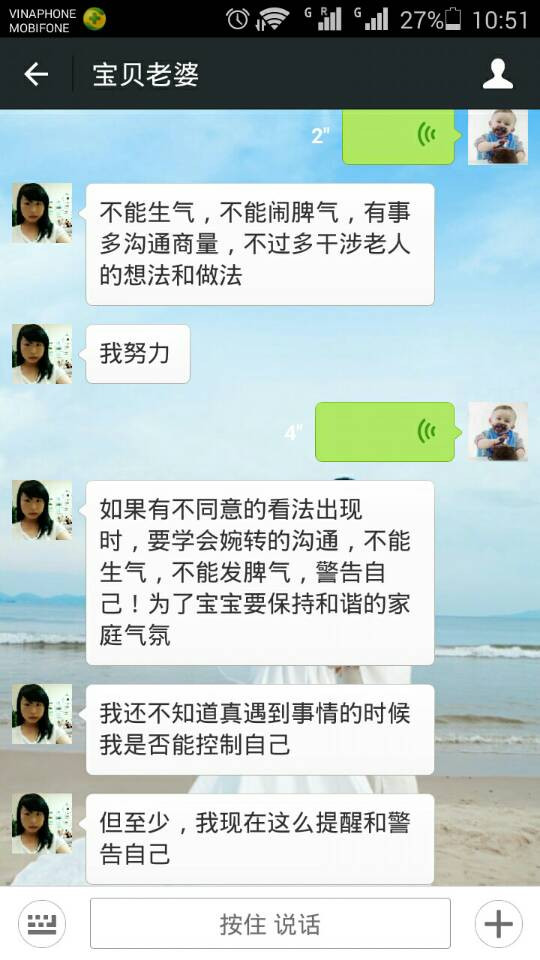 VINAPHONE
MOBIFONE
G R G 27% 10:51
宝贝老婆
2"
不能生气，不能闹脾气，有事
多沟通商量，不过多干涉老人
的想法和做法
我努力
4"
如果有不同意的看法出现
时，要学会婉转的沟通，不能
生气，不能发脾气，警告自
己！为了宝宝要保持和谐的家
庭气氛
我还不知道真遇到事情的时候
我是否能控制自己
但至少，我现在这么提醒和警
告自己
按住 说话